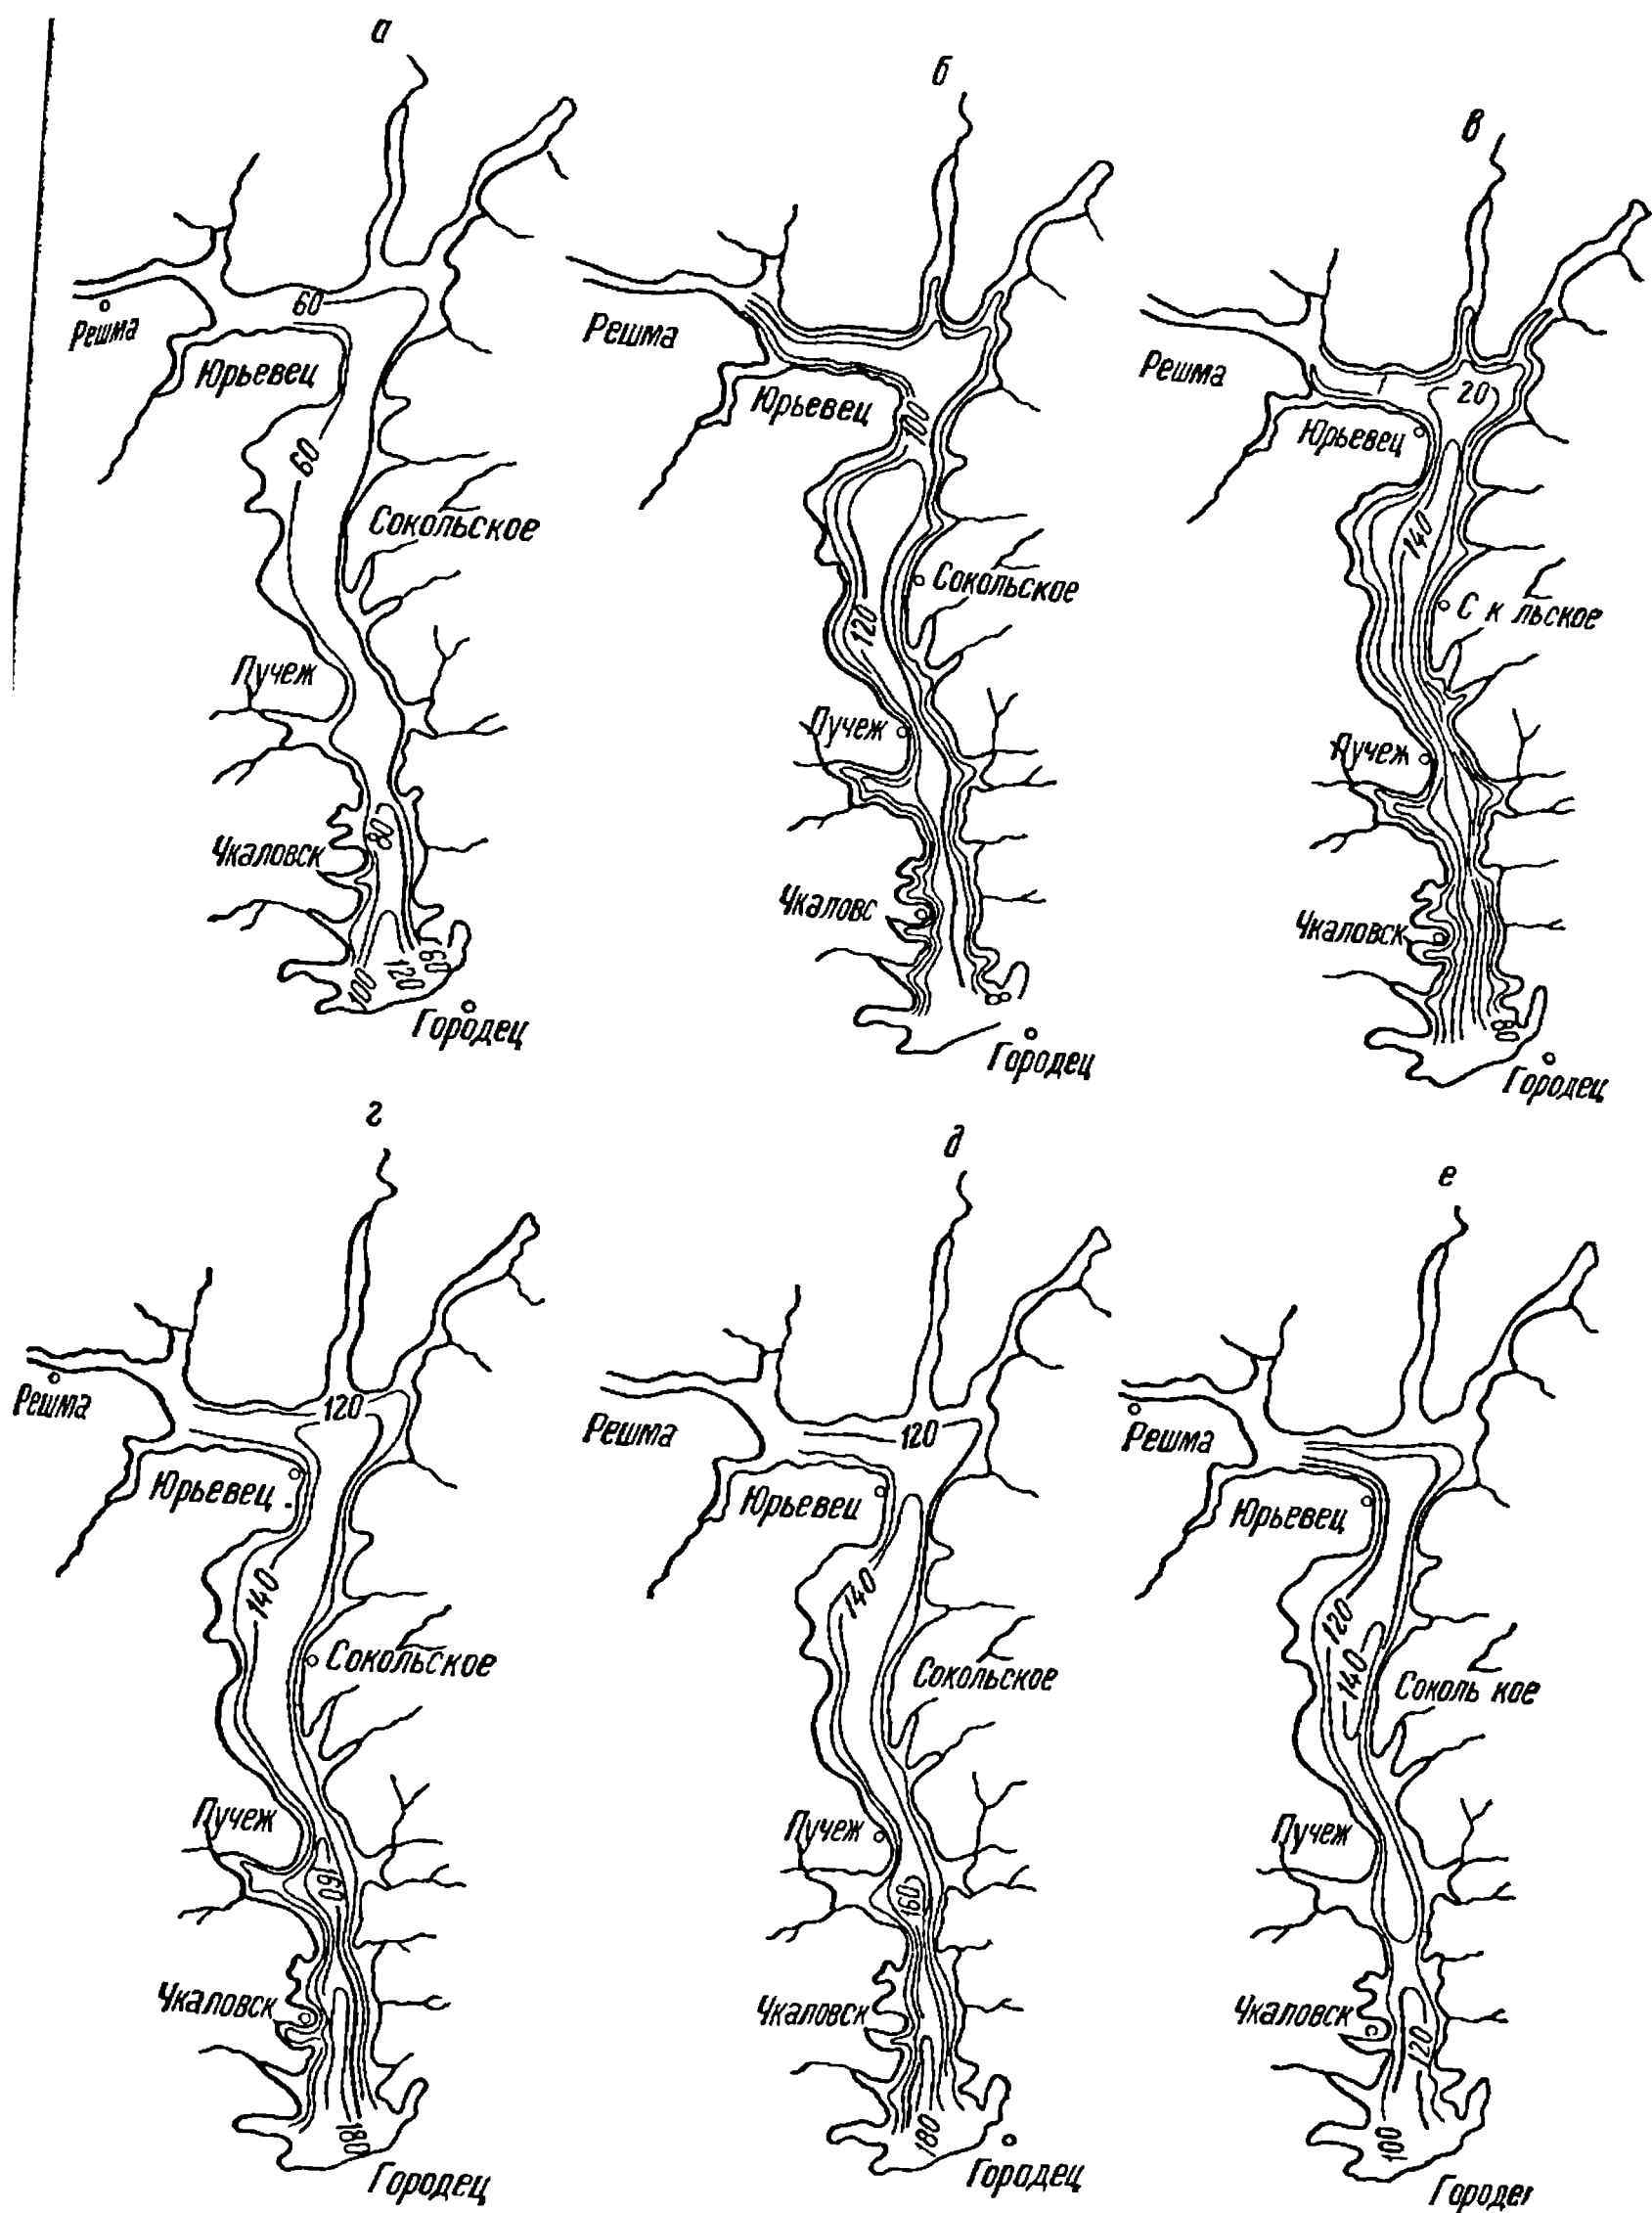 а
60
Решма
Юрьевец
60
Сокольское
Пучеж
80
Чкаловск
100
120
60
Городец
б
Решма
Юрьевец
100
Сокольское
120
Пучеж
Чкаловс
80
Городец
в
Решма
20
Юрьевец
140
С к льское
Пучеж
Чкаловск
80
Городец
г
Решма
120
Юрьевец
140
Сокольское
Пучеж
160
Чкаловск
180
Городец
д
Решма
120
Юрьевец
140
Сокольское
Пучеж
160
Чкаловск
180
Городец
е
Решма
Юрьевец
120
140
Соколь кое
Пучеж
Чкаловск
120
100
Городец